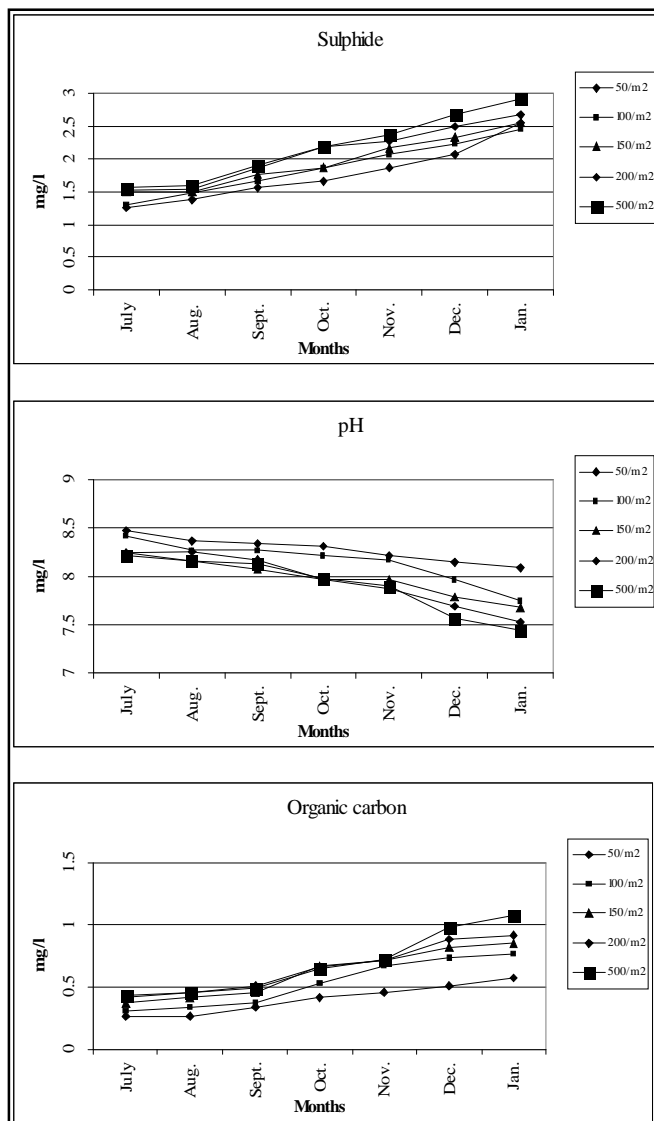 Sulphide
3
2.5
2
1.5
1
0.5
0
mg/l
July
Aug.
Sept.
Oct.
Nov.
Dec.
Jan.
Months
50/m2
100/m2
150/m2
200/m2
500/m2
pH
9
8.5
8
7.5
7
mg/l
July
Aug.
Sept.
Oct.
Nov.
Dec.
Jan.
Months
50/m2
100/m2
150/m2
200/m2
500/m2
Organic carbon
1.5
1
0.5
0
mg/l
July
Aug.
Sept.
Oct.
Nov.
Dec.
Jan.
Months
50/m2
100/m2
150/m2
200/m2
500/m2